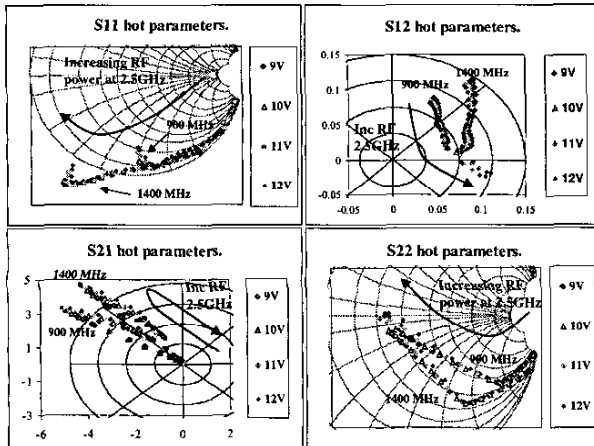 S11 hot parameters.
Increasing RF
power at 2.5GHz
900 MHz
1400 MHz
9V
10V
11V
12V
S12 hot parameters.
0.15
0.1
0.05
0
-0.05
-0.05
0
0.05
0.1
0.15
1400 MHz
900 MHz
Inc RF
2.5GHz
9V
10V
11V
12V
S21 hot parameters.
5
3
1
-1
-3
-6
-4
-2
0
2
1400 MHz
900 MHz
Inc RF
2.5GHz
9V
10V
11V
12V
S22 hot parameters.
Increasing RF
power at 2.5GHz
900 MHz
1400 MHz
9V
10V
11V
12V